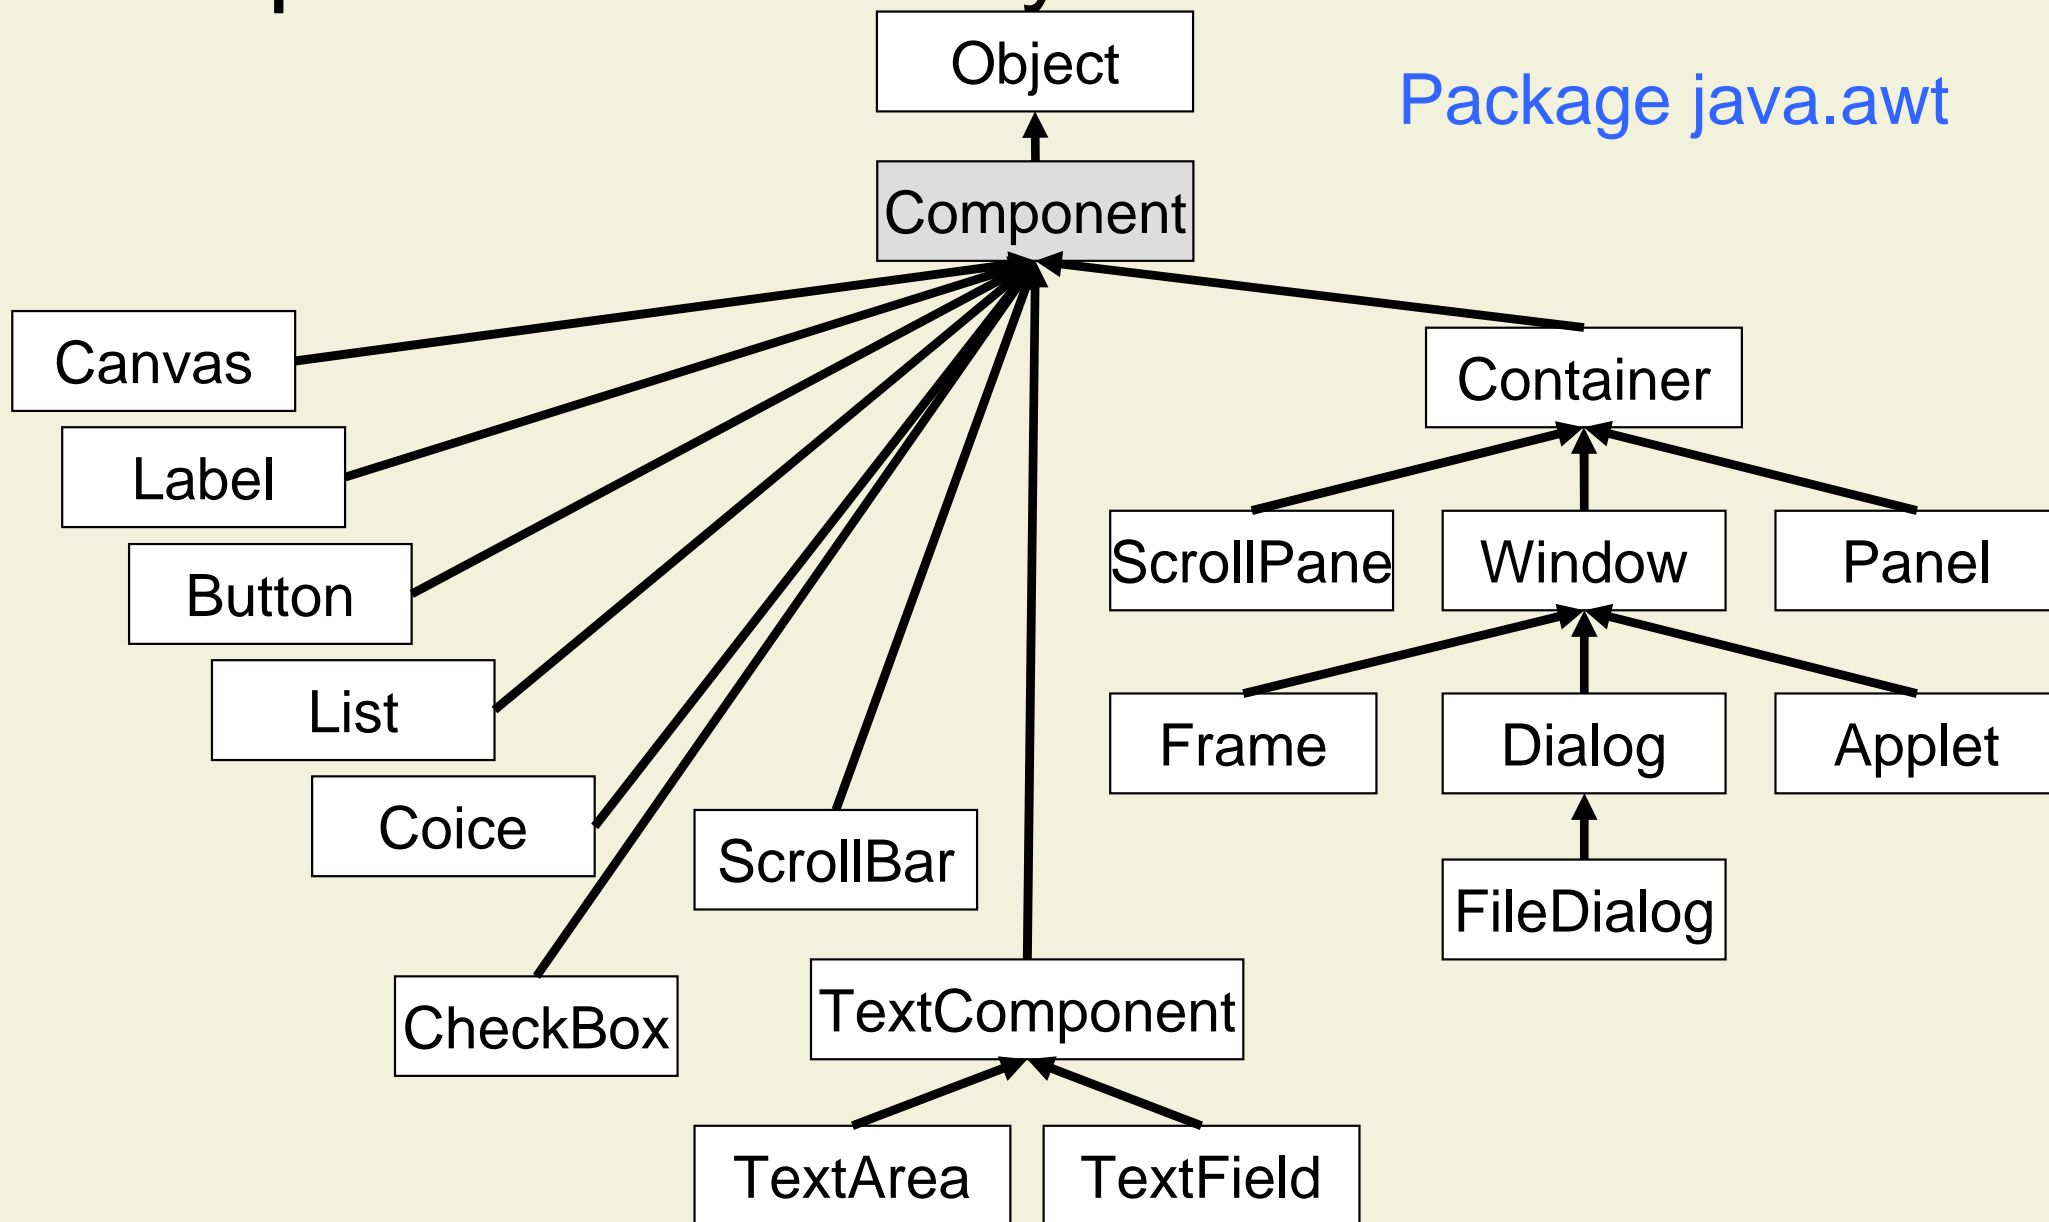 Object
Package java.awt
Component
Canvas
Container
Label
ScrollPane
Window
Panel
Button
List
Frame
Dialog
Applet
Coice
ScrollBar
FileDialog
CheckBox
TextComponent
TextArea
TextField